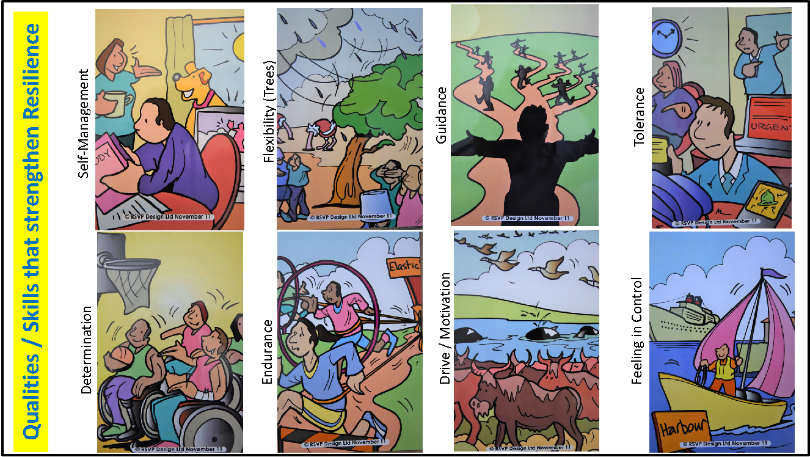 Qualities / Skills that strengthen Resilience
Self-Management
© RSVP Design Ltd November 11
Flexibility (Trees)
© RSVP Design Ltd November 11
Guidance
© RSVP Design Ltd November 11
Tolerance
URGENT
© RSVP Design Ltd November 11
Determination
© RSVP Design Ltd November 11
Endurance
Elastic
© RSVP Design Ltd November 11
Drive / Motivation
© RSVP Design Ltd November 11
Feeling in Control
Harbour
© RSVP Design Ltd November 11